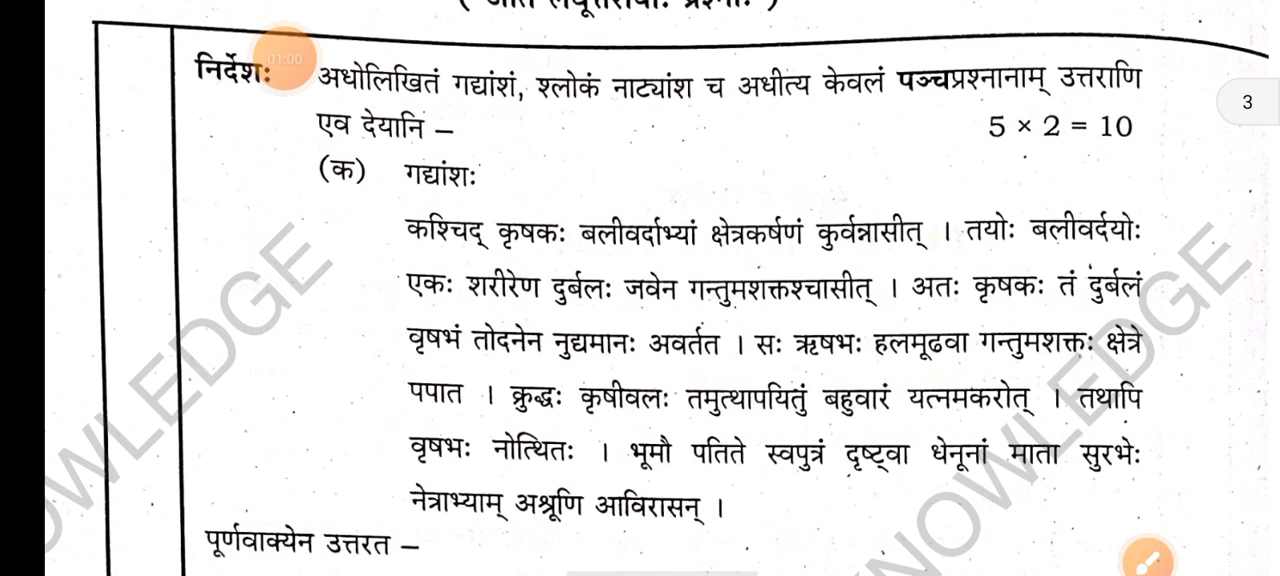 01:00
निर्देशः अधोलिखितं गद्यांशं, श्लोकं नाट्यांश च अधीत्य केवलं पञ्चप्रश्नानाम् उत्तराणि
3
एव देयानि – 5 × 2 = 10
(क) गद्यांशः
कश्चिद् कृषकः बलीवर्दाभ्यां क्षेत्रकर्षणं कुर्वन्नासीत् । तयोः बलीवर्दयोः
एकः शरीरेण दुर्बलः जवेन गन्तुमशक्तश्चासीत् । अतः कृषकः तं दुर्बलं
वृषभं तोदनेन नुद्यमानः अवर्तत । सः ऋषभः हलमूढवा गन्तुमशक्तः क्षेत्रे
पपात । क्रुद्धः कृषीवलः तमुत्थापयितुं बहुवारं यत्नमकरोत् । तथापि
वृषभः नोत्थितः । भूमौ पतिते स्वपुत्रं दृष्ट्वा धेनूनां माता सुरभेः
नेत्राभ्याम् अश्रूणि आविरासन् ।
पूर्णवाक्येन उत्तरत –
OWLEDGE
KNOWLEDGE